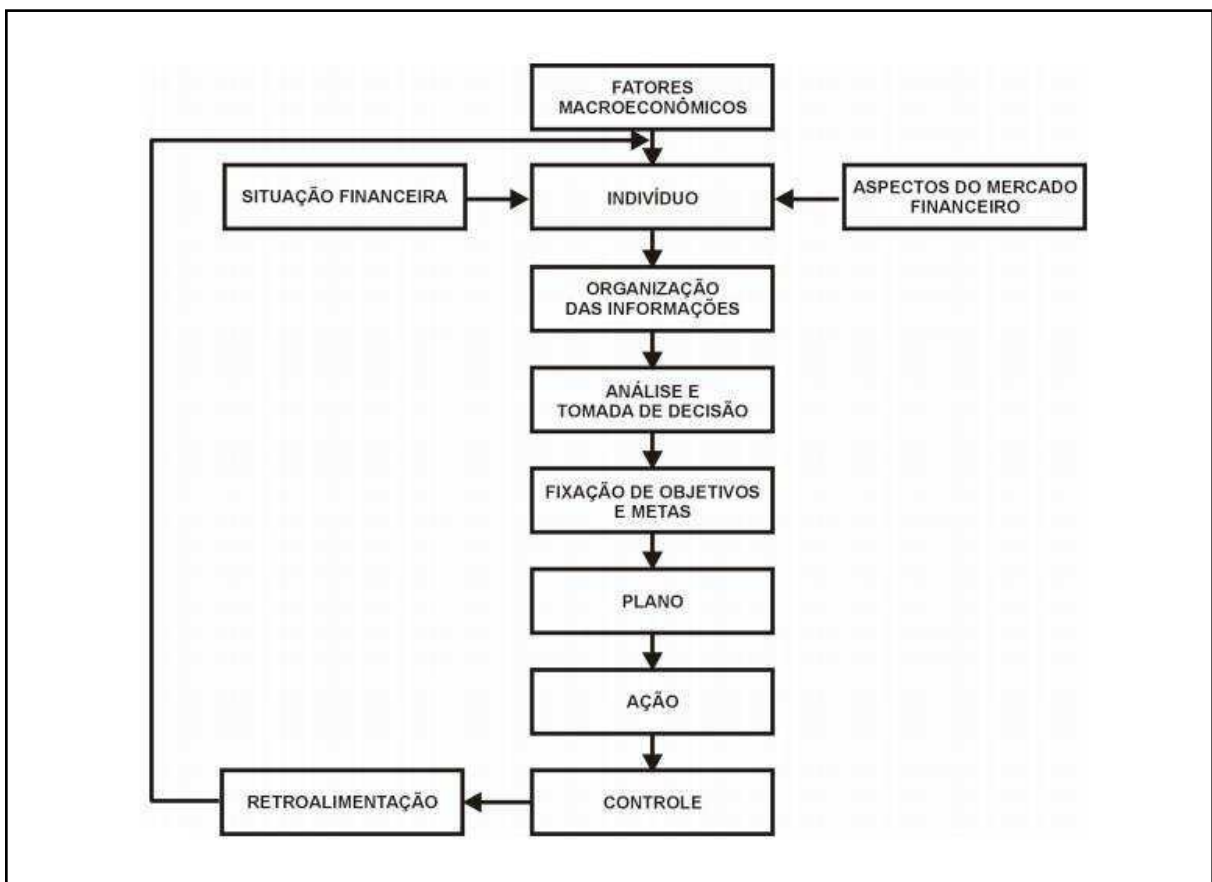 FATORES
MACROECONÔMICOS
SITUAÇÃO FINANCEIRA
INDIVÍDUO
ASPECTOS DO MERCADO
FINANCEIRO
ORGANIZAÇÃO
DAS INFORMAÇÕES
ANÁLISE E
TOMADA DE DECISÃO
FIXAÇÃO DE OBJETIVOS
E METAS
PLANO
AÇÃO
RETROALIMENTAÇÃO
CONTROLE